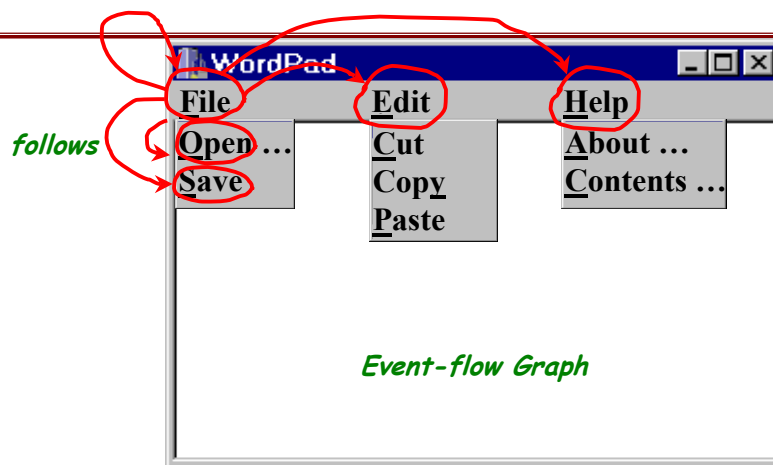 WordPad
File Edit Help
follows
Open ... Cut About ...
Save Copy Contents ...
Paste
Event-flow Graph